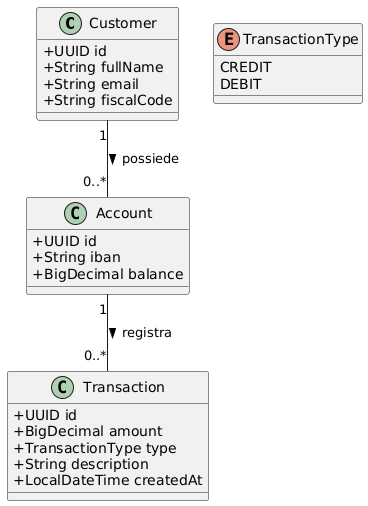 C Customer
+UUID id
+String fullName
+String email
+String fiscalCode
E TransactionType
CREDIT
DEBIT
1
possiede
0..*
C Account
+UUID id
+String iban
+BigDecimal balance
1
registra
0..*
C Transaction
+UUID id
+BigDecimal amount
+TransactionType type
+String description
+LocalDateTime createdAt